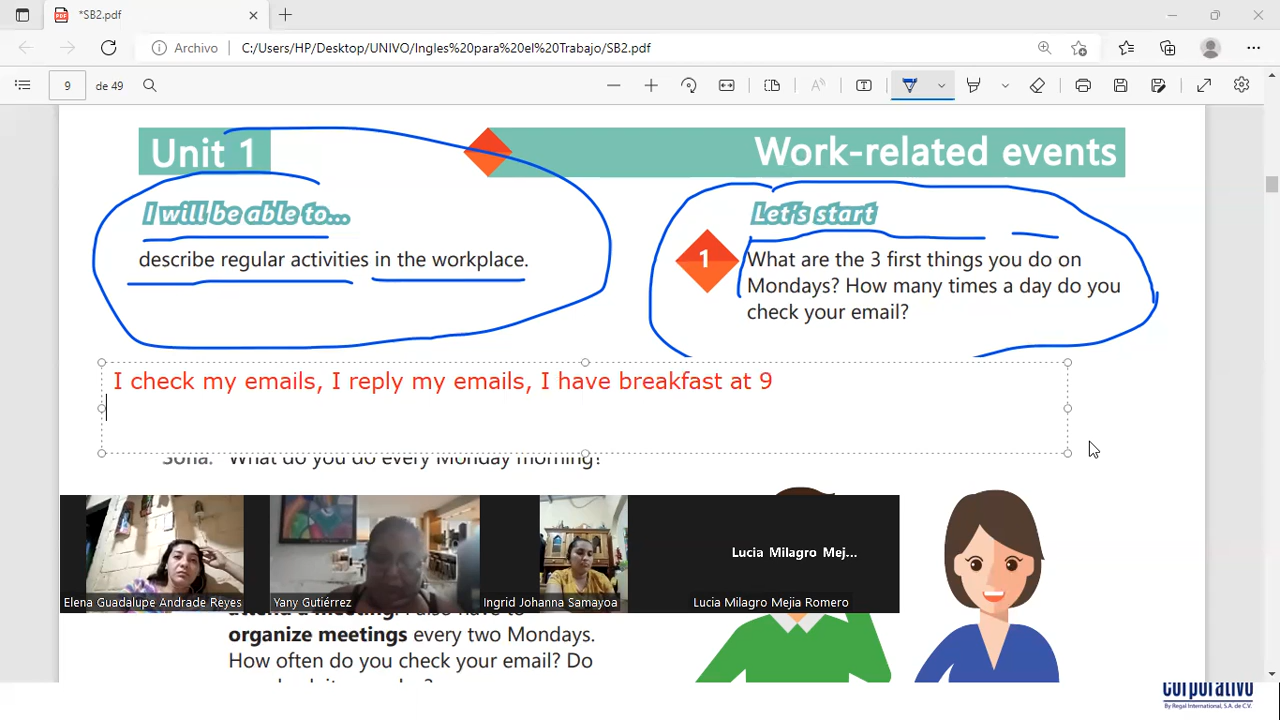 *SB2.pdf
Archivo C:/Users/HP/Desktop/UNIVO/Ingles%20para%20el%20Trabajo/SB2.pdf
9 de 49
Unit 1 Work-related events
I will be able to...
describe regular activities in the workplace.
Let's start
1 What are the 3 first things you do on
Mondays? How many times a day do you
check your email?
I check my emails, I reply my emails, I have breakfast at 9
Sofia: What do you do every Monday morning?
Lucia Milagro Mej...
Elena Guadalupe Andrade Reyes
Yany Gutiérrez
Ingrid Johanna Samayoa
Lucia Milagro Mejia Romero
organize meetings every two Mondays.
How often do you check your email? Do
Corporativo
By Regal International, S.A. de C.V.